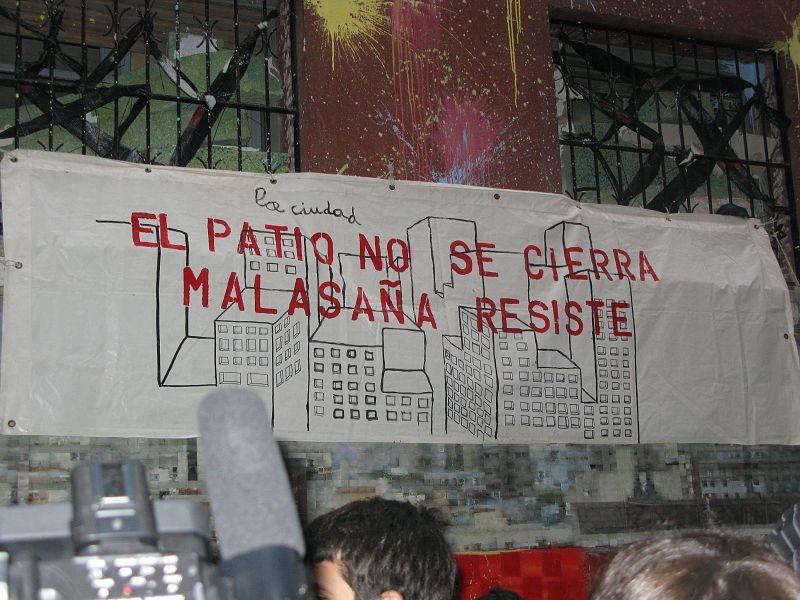 La ciudad
EL PATIO NO SE CIERRA
MALASAÑA RESISTE